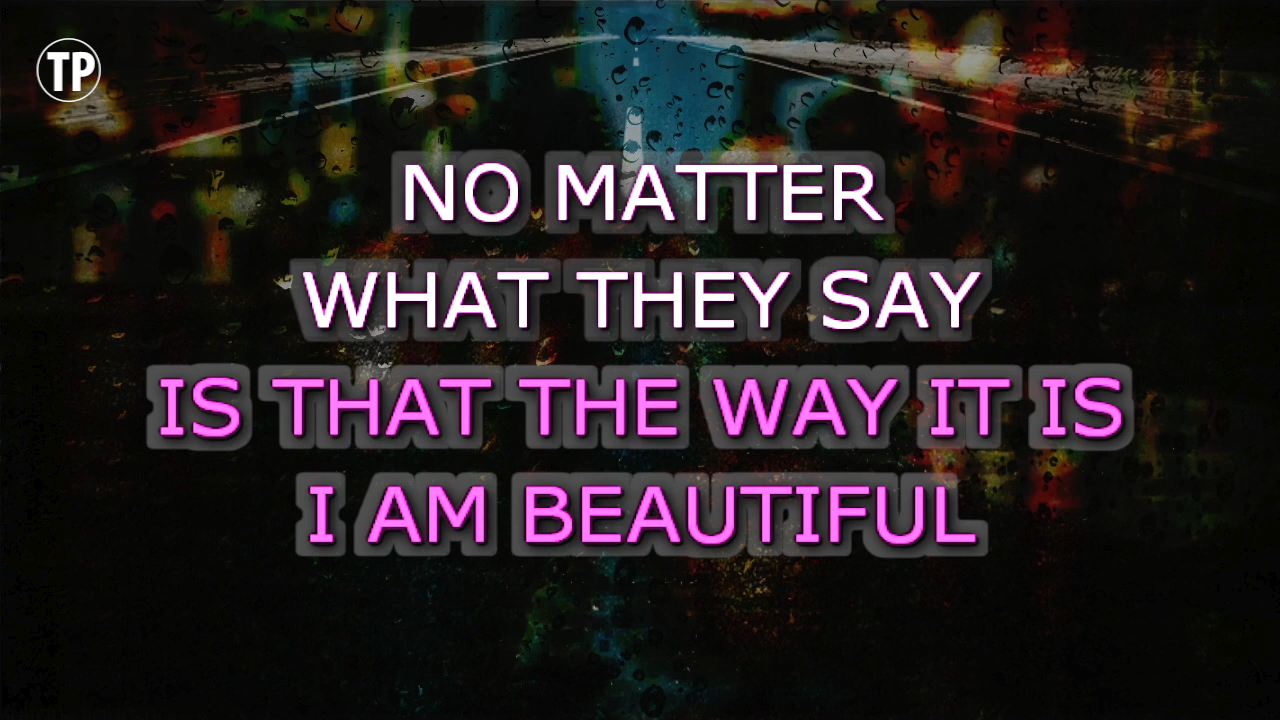 TP
NO MATTER
WHAT THEY SAY
IS THAT THE WAY IT IS
I AM BEAUTIFUL